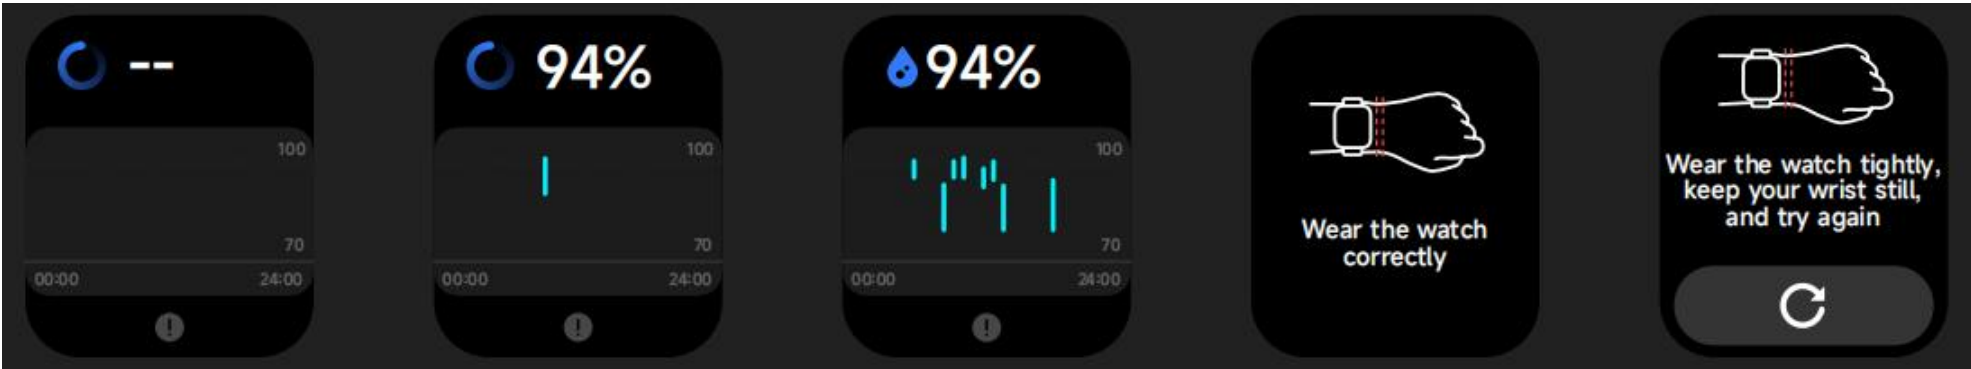 --
100
70
00:00 24:00
94%
100
70
00:00 24:00
94%
100
70
00:00 24:00
Wear the watch
correctly
Wear the watch tightly,
keep your wrist still,
and try again